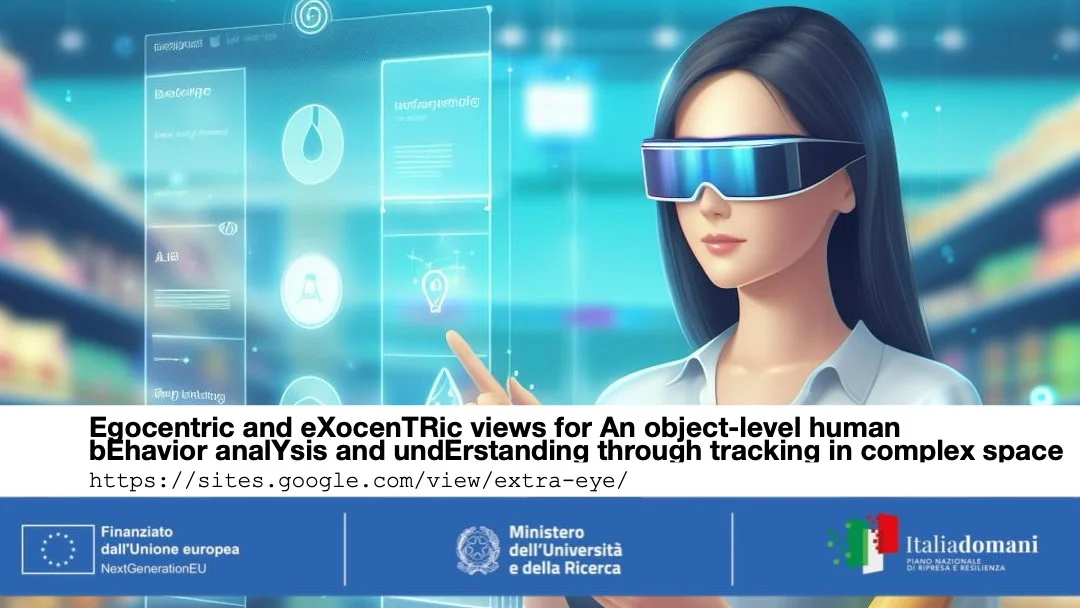 Egocentric and eXocenTRic views for An object-level human
bEhavior analYsis and undErstanding through tracking in complex space
https://sites.google.com/view/extra-eye/
Finanziato
dall'Unione europea
NextGenerationEU
Ministero
dell'Università
e della Ricerca
Italiadomani
PIANO NAZIONALE
DI RIPRESA E RESILIENZA